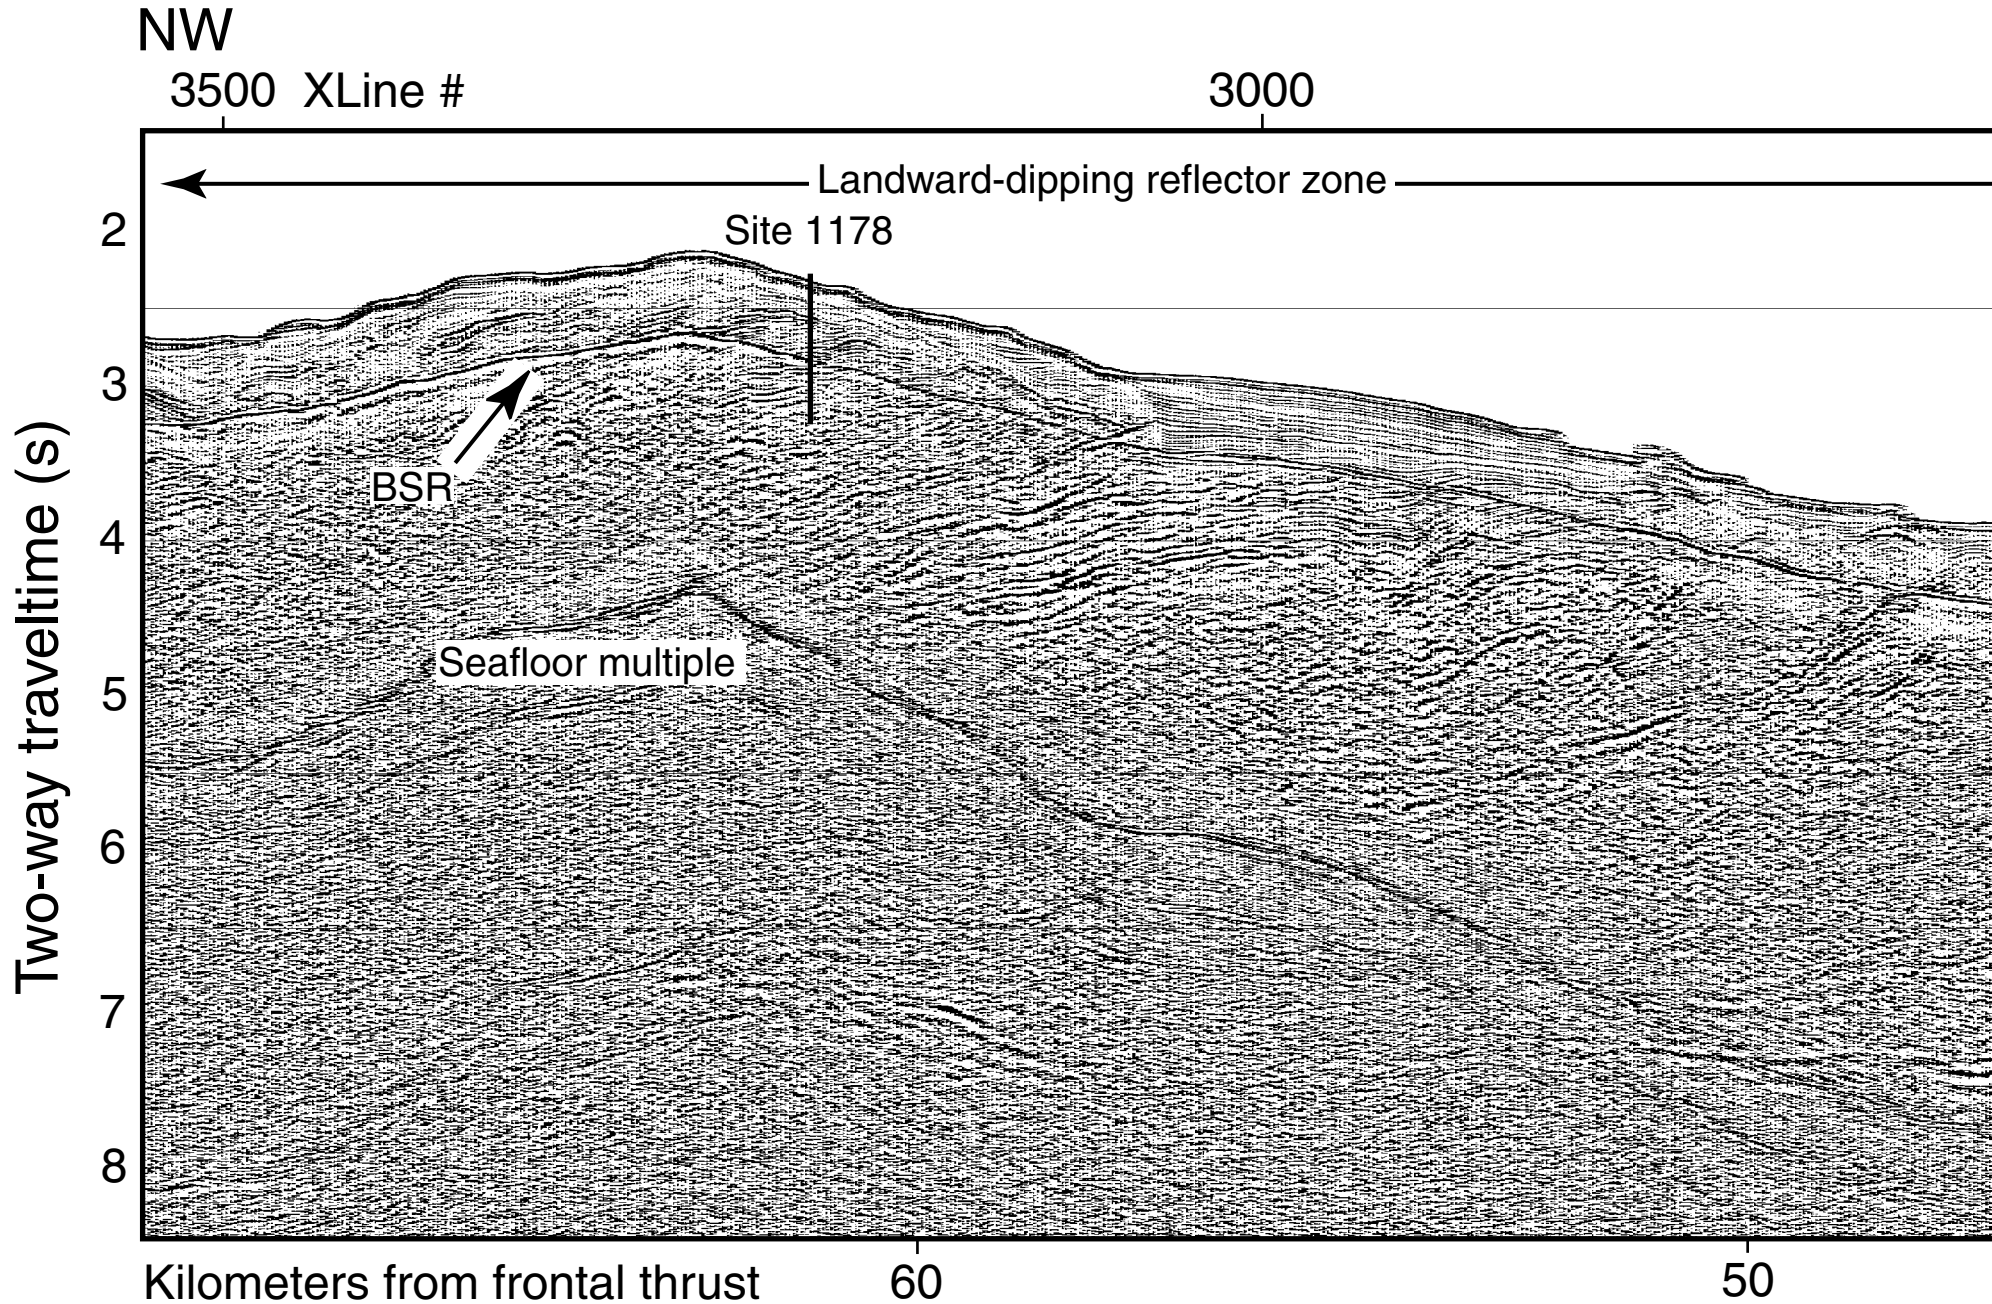 NW
3500 XLine # 3000
Landward-dipping reflector zone
Site 1178
2
3
4
5
6
7
8
Two-way traveltime (s)
BSR
Seafloor multiple
Kilometers from frontal thrust 60 50